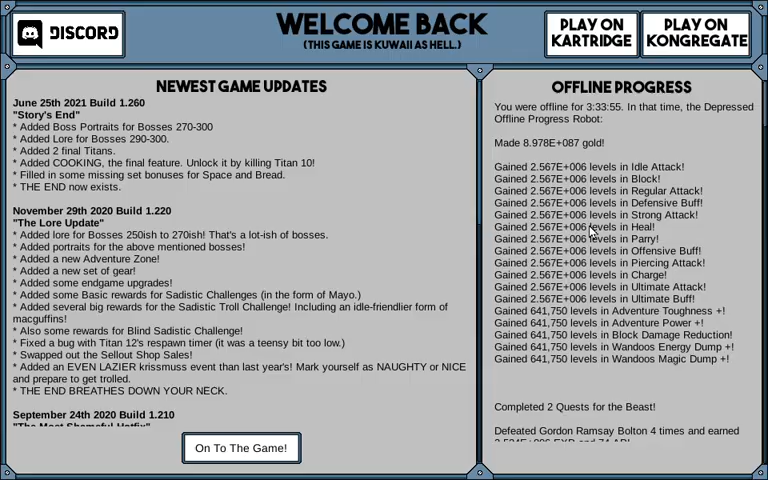 DISCORD
WELCOME BACK
(THIS GAME IS KUWAII AS HELL.)
PLAY ON
KARTRIDGE
PLAY ON
KONGREGATE
NEWEST GAME UPDATES
June 25th 2021 Build 1.260
"Story's End"
* Added Boss Portraits for Bosses 270-300
* Added Lore for Bosses 290-300.
* Added 2 final Titans.
* Added COOKING, the final feature. Unlock it by killing Titan 10!
* Filled in some missing set bonuses for Space and Bread.
* THE END now exists.
November 29th 2020 Build 1.220
"The Lore Update"
* Added lore for Bosses 250ish to 270ish! That's a lot-ish of bosses.
* Added portraits for the above mentioned bosses!
* Added a new Adventure Zone!
* Added a new set of gear!
* Added some endgame upgrades!
* Added some Basic rewards for Sadistic Challenges (in the form of Mayo.)
* Added several big rewards for the Sadistic Troll Challenge! Including an idle-friendlier form of
macguffins!
* Also some rewards for Blind Sadistic Challenge!
* Fixed a bug with Titan 12's respawn timer (it was a teensy bit too low.)
* Swapped out the Sellout Shop Sales!
* Added an EVEN LAZIER krissmuss event than last year's! Mark yourself as NAUGHTY or NICE
and prepare to get trolled.
* THE END BREATHES DOWN YOUR NECK.
September 24th 2020 Build 1.210
"The Most Shameful Hotfix"
On To The Game!
OFFLINE PROGRESS
You were offline for 3:33:55. In that time, the Depressed
Offline Progress Robot:
Made 8.978E+087 gold!
Gained 2.567E+006 levels in Idle Attack!
Gained 2.567E+006 levels in Block!
Gained 2.567E+006 levels in Regular Attack!
Gained 2.567E+006 levels in Defensive Buff!
Gained 2.567E+006 levels in Strong Attack!
Gained 2.567E+006 levels in Heal!
Gained 2.567E+006 levels in Parry!
Gained 2.567E+006 levels in Offensive Buff!
Gained 2.567E+006 levels in Piercing Attack!
Gained 2.567E+006 levels in Charge!
Gained 2.567E+006 levels in Ultimate Attack!
Gained 2.567E+006 levels in Ultimate Buff!
Gained 641,750 levels in Adventure Toughness +!
Gained 641,750 levels in Adventure Power +!
Gained 641,750 levels in Block Damage Reduction!
Gained 641,750 levels in Wandoos Energy Dump +!
Gained 641,750 levels in Wandoos Magic Dump +!
Completed 2 Quests for the Beast!
Defeated Gordon Ramsay Bolton 4 times and earned
EXP and 74 AP!